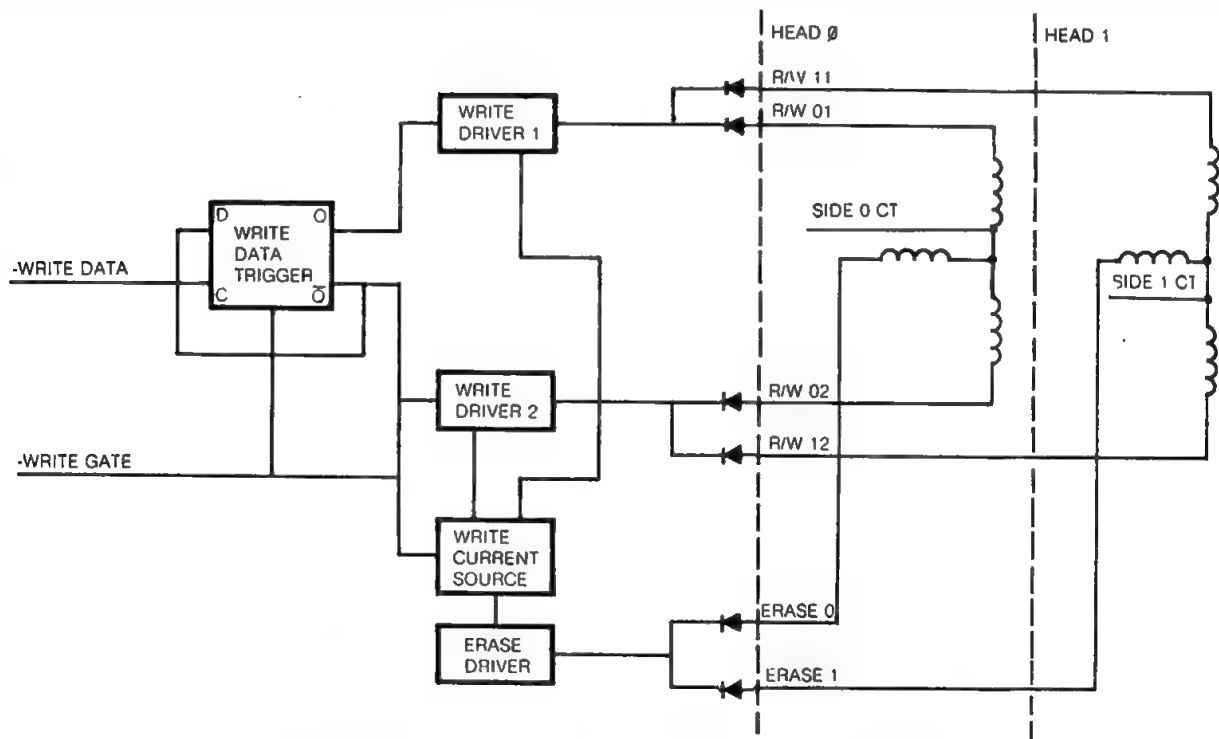 HEAD Ø
HEAD 1
R/W 11
R/W 01
WRITE
DRIVER 1
SIDE 0 CT
D
Q
WRITE
DATA
TRIGGER
C
Q̅
-WRITE DATA
SIDE 1 CT
WRITE
DRIVER 2
R/W 02
R/W 12
-WRITE GATE
WRITE
CURRENT
SOURCE
ERASE 0
ERASE
DRIVER
ERASE 1